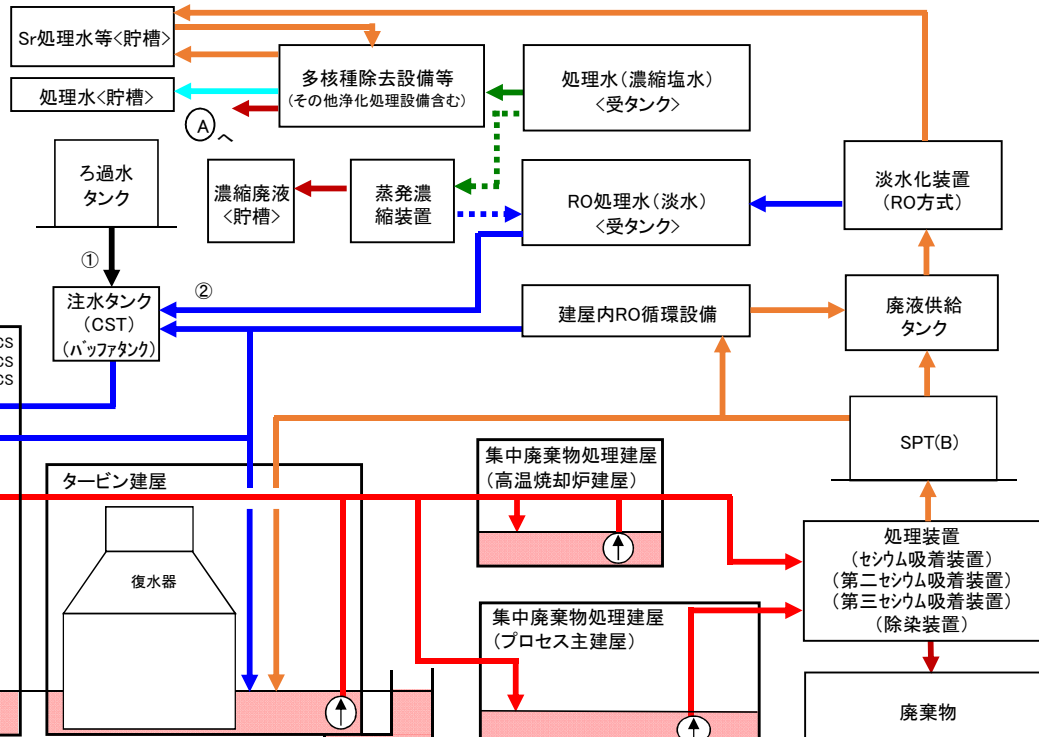 Sr処理水等<貯槽>
処理水<貯槽>
多核種除去設備等
(その他浄化処理設備含む)
Aへ
処理水(濃縮塩水)
<受タンク>
ろ過水
タンク
濃縮廃液
<貯槽>
蒸発濃
縮装置
RO処理水(淡水)
<受タンク>
淡水化装置
(RO方式)
①
②
注水タンク
(CST)
(バッファタンク)
建屋内RO循環設備
廃液供給
タンク
CS
CS
CS
SPT(B)
タービン建屋
復水器
集中廃棄物処理建屋
(高温焼却炉建屋)
集中廃棄物処理建屋
(プロセス主建屋)
処理装置
(セシウム吸着装置)
(第二セシウム吸着装置)
(第三セシウム吸着装置)
(除染装置)
廃棄物